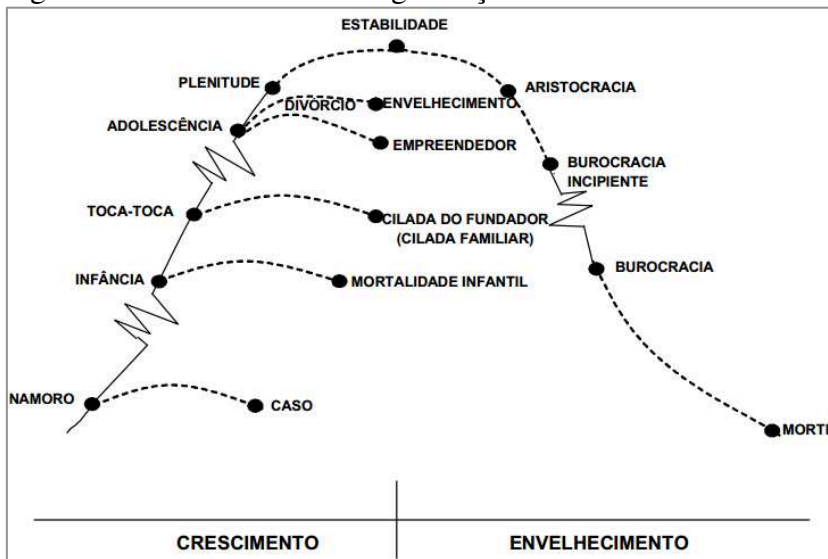 ESTABILIDADE
PLENITUDE
ARISTOCRACIA
DIVÓRCIO
ENVELHECIMENTO
ADOLESCÊNCIA
EMPREENDEDOR
BUROCRACIA
INCIPIENTE
TOCA-TOCA
CILADA DO FUNDADOR
(CILADA FAMILIAR)
BUROCRACIA
INFÂNCIA
MORTALIDADE INFANTIL
NAMORO
CASO
CRESCIMENTO
ENVELHECIMENTO